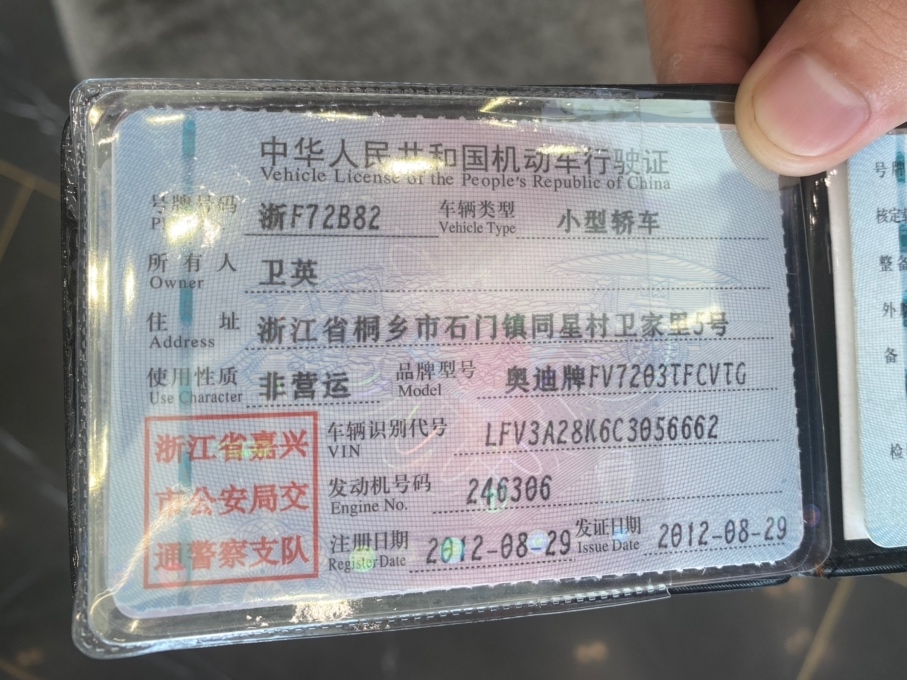 中华人民共和国机动车行驶证
Vehicle License of the People's Republic of China
号牌号码 浙F72B82 车辆类型 小型轿车
Vehicle Type
所有人 卫英
Owner
住址 浙江省桐乡市石门镇同星村卫家里5号
Address
使用性质 非营运 品牌型号 奥迪牌FV7203TFCVTG
Use Character Model
浙江省嘉兴
市公安局交
通警察支队
车辆识别代号 LFV3A28K6C3056662
VIN
发动机号码 246306
Engine No.
注册日期 2012-08-29 发证日期 2012-08-29
Register Date Issue Date
号牌
核定
整备
外
备
检